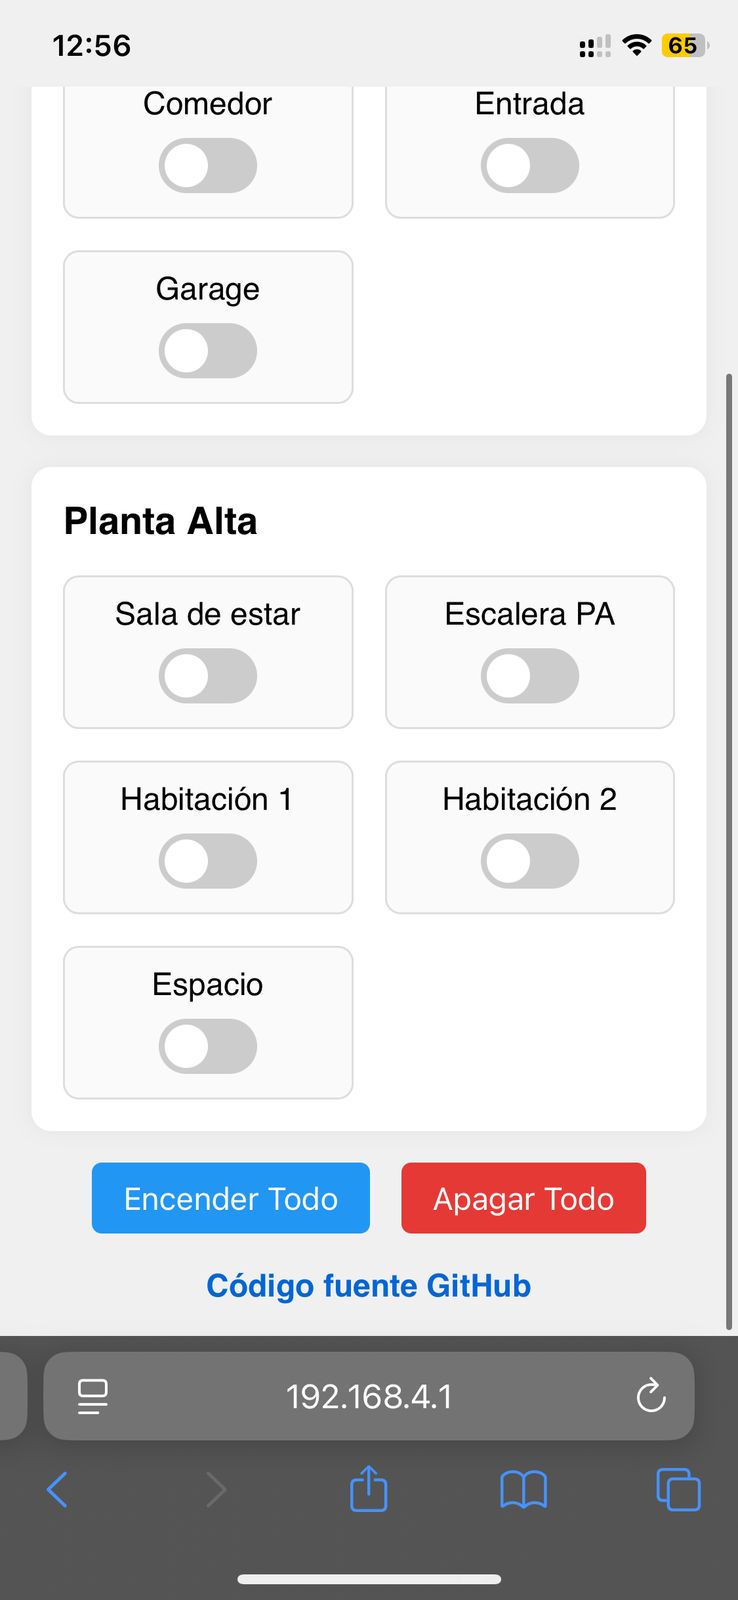 12:56
65
Comedor
Entrada
Garage
Planta Alta
Sala de estar
Escalera PA
Habitación 1
Habitación 2
Espacio
Encender Todo
Apagar Todo
Código fuente GitHub
192.168.4.1